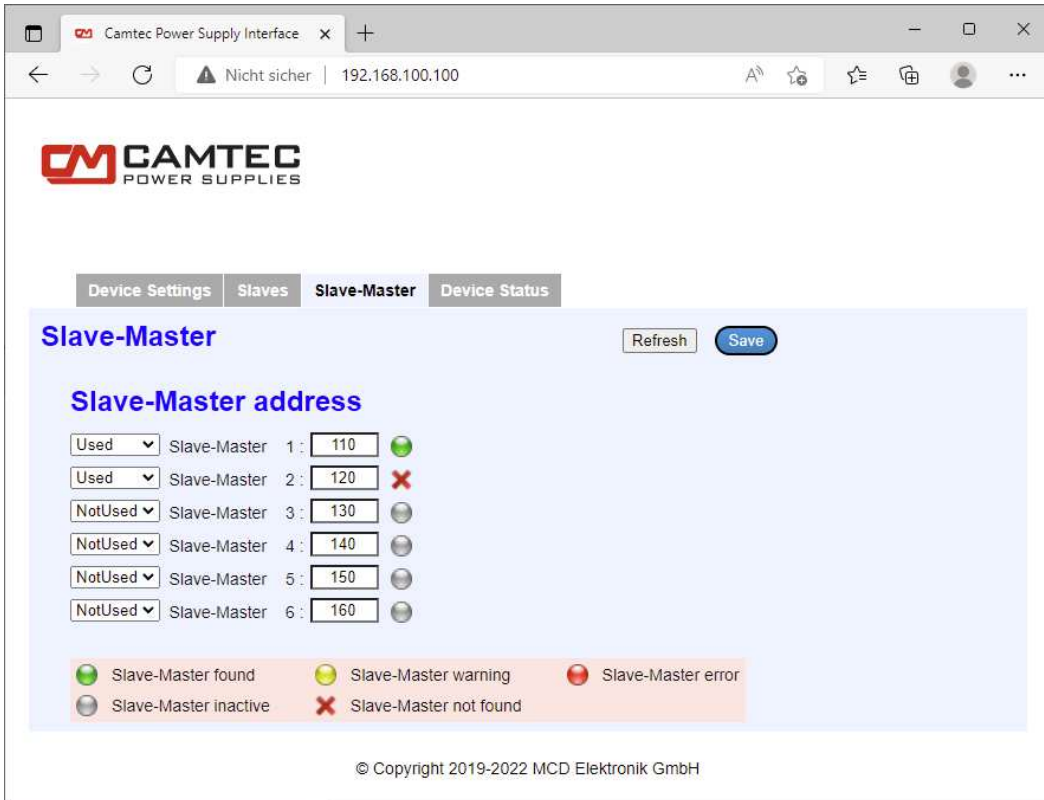 Camtec Power Supply Interface
Nicht sicher | 192.168.100.100
CM CAMTEC
POWER SUPPLIES
Device Settings Slaves Slave-Master Device Status
Slave-Master Refresh Save
Slave-Master address
Used Slave-Master 1 : 110
Used Slave-Master 2 : 120
NotUsed Slave-Master 3 : 130
NotUsed Slave-Master 4 : 140
NotUsed Slave-Master 5 : 150
NotUsed Slave-Master 6 : 160
Slave-Master found Slave-Master warning Slave-Master error
Slave-Master inactive Slave-Master not found
© Copyright 2019-2022 MCD Elektronik GmbH